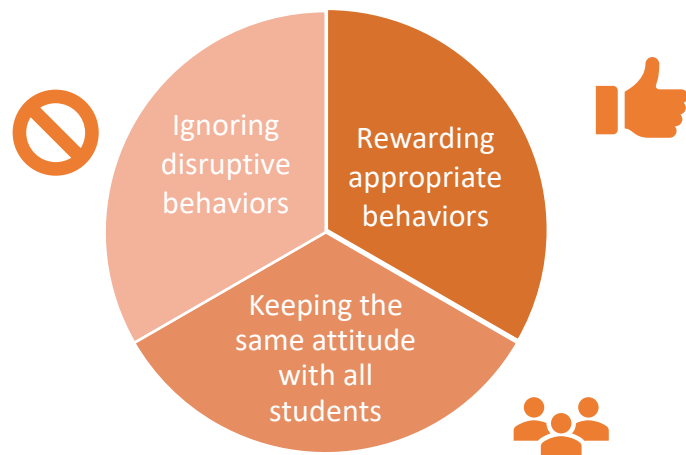 Ignoring
disruptive
behaviors
Rewarding
appropriate
behaviors
Keeping the
same attitude
with all
students